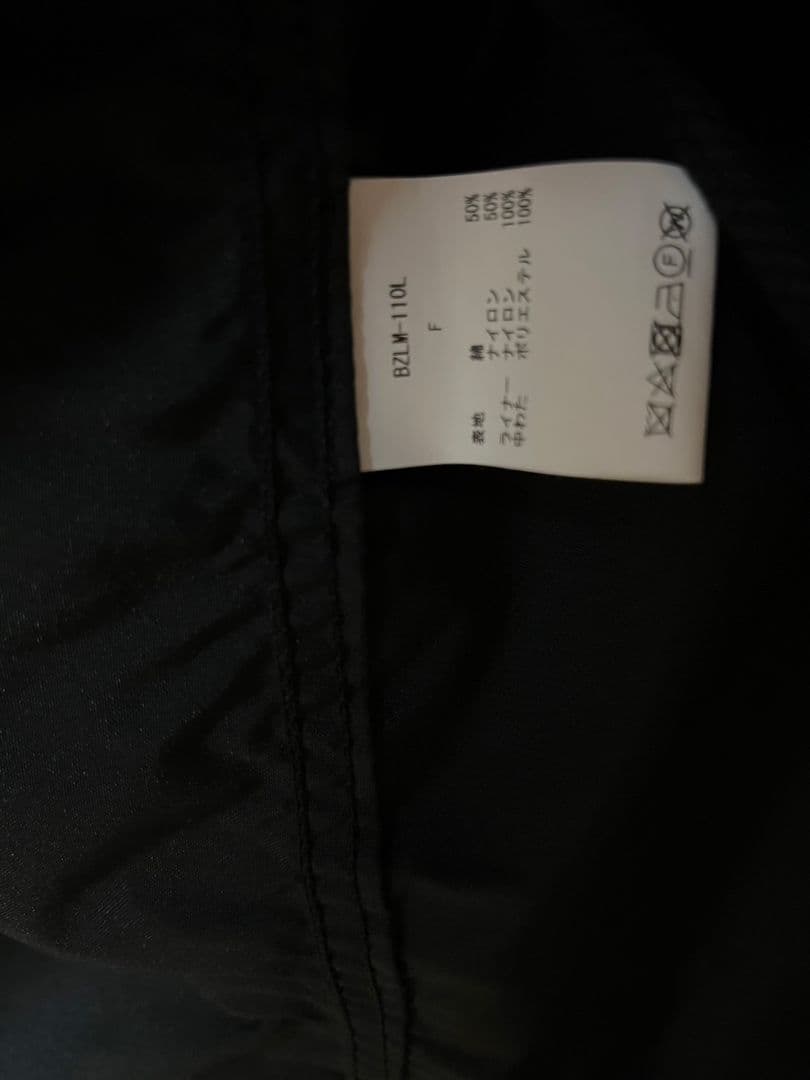 BZLM-110L
F
表地 綿 50%
ナイロン 50%
ライナー ナイロン 100%
中わた ポリエステル 100%
F